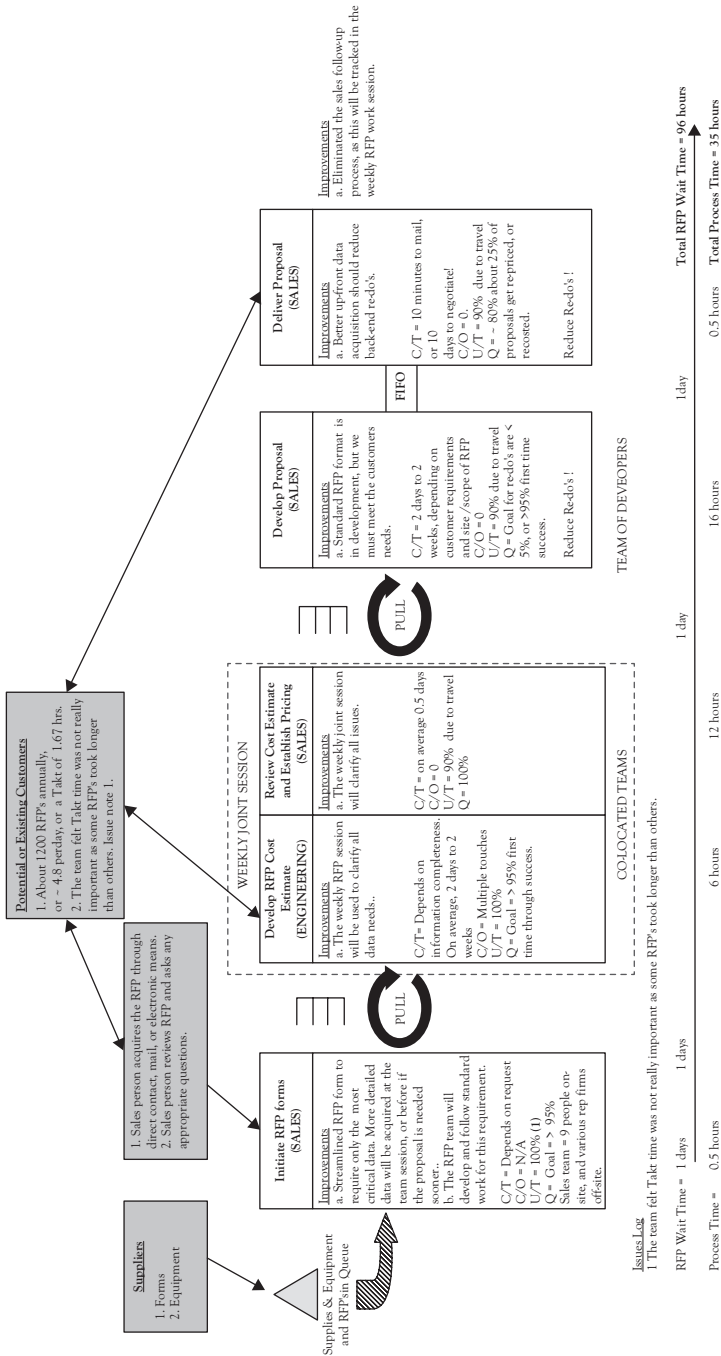 Suppliers
1. Forms
2. Equipment
Supplies & Equipment
and RFP'sin Queue
1. Sales person acquires the RFP through
direct contact, mail, or electronic means.
2. Sales person reviews RFP and asks any
appropriate questions.
Potential or Existing Customers
1. About 1200 RFP's annually,
or ~ 4.8 perday, or a Takt of 1.67 hrs.
2. The team felt Takt time was not really
important as some RFP's took longer
than others. Issue note 1.
Initiate RFP forms
(SALES)
Improvements
a. Streamlined RFP form to
require only the most
critical data. More detailed
data will be acquired at the
team session, or before if
the proposal is needed
sooner..
b. The RFP team will
develop and follow standard
work for this requirement.
C/T = Depends on request
C/O = N/A
U/T = 100% (1)
Q = Goal = > 95%
Sales team = 9 people on-
site, and various rep firms
off-site.
PULL
WEEKLY JOINT SESSION
Develop RFP Cost
Estimate
(ENGINEERING)
Improvements
a. The weekly RFP session
will be used to clarify all
data needs..
C/T= Depends on
information completeness.
On average, 2 days to 2
weeks
C/O = Multiple touches
U/T = 100%
Q = Goal = > 95% first
time through success.
Review Cost Estimate
and Establish Pricing
(SALES)
Improvements
a. The weekly joint session
will clarify all issues.
C/T = on average 0.5 days
C/O = 0
U/T = 90% due to travel
Q = 100%
CO-LOCATED TEAMS
PULL
Develop Proposal
(SALES)
Improvements
a. Standard RFP format is
in development, but we
must meet the customers
needs.
C/T = 2 days to 2
weeks, depending on
customer requirements
and size /scope of RFP
C/O = 0
U/T = 90% due to travel
Q = Goal for re-do's are <
5%, or >95% first time
success.
Reduce Re-do's !
TEAM OF DEVEOPERS
FIFO
Deliver Proposal
(SALES)
Improvements
a. Better up-front data
acquisition should reduce
back-end re-do's.
C/T = 10 minutes to mail,
or 10
days to negotiate!
C/O = 0.
U/T = 90% due to travel
Q = ~ 80% about 25% of
proposals get re-priced, or
recosted.
Reduce Re-do's !
Improvements
a. Eliminated the sales follow-up
process, as this will be tracked in the
weekly RFP work session.
Issues Log
1 The team felt Takt time was not really important as some RFP's took longer than others.
RFP Wait Time = 1 days 1 days 1 day 1day Total RFP Wait Time = 96 hours
Process Time = 0.5 hours 6 hours 12 hours 16 hours 0.5 hours Total Process Time = 35 hours